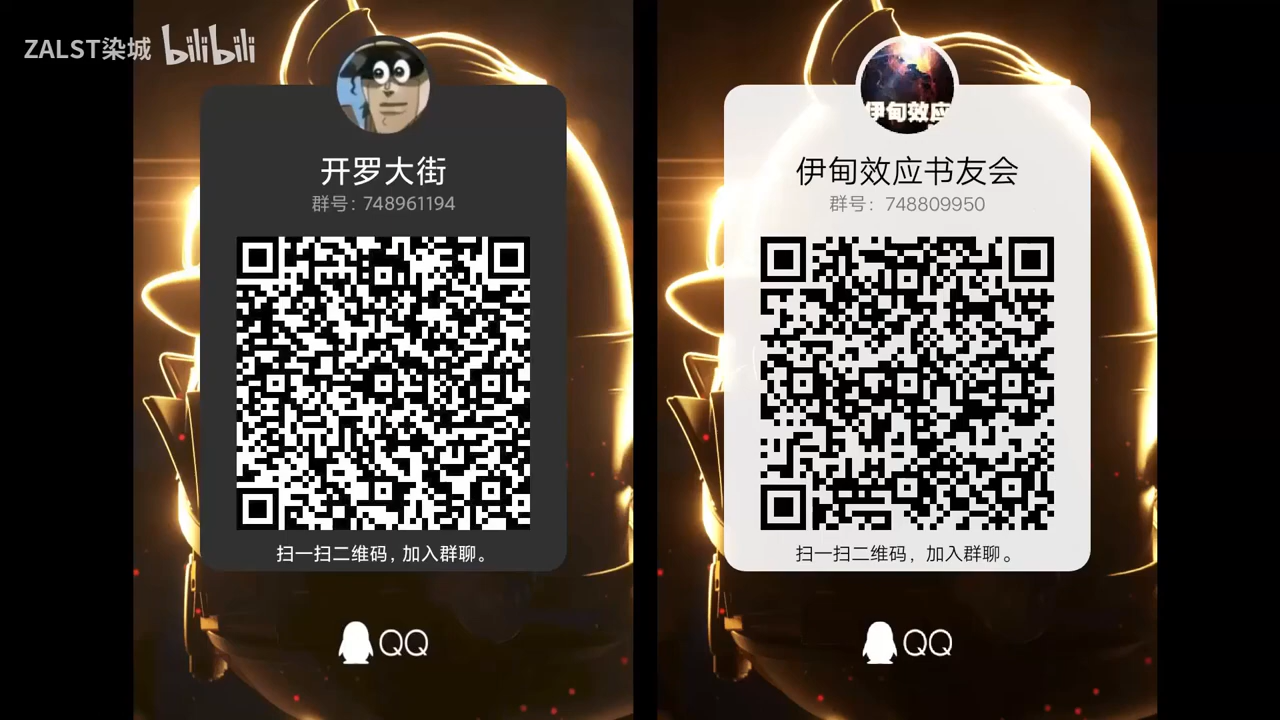 ZALST染城 bilibili
开罗大街
群号：748961194
扫一扫二维码，加入群聊。
QQ
伊甸效应
伊甸效应书友会
群号：748809950
扫一扫二维码，加入群聊。
QQ